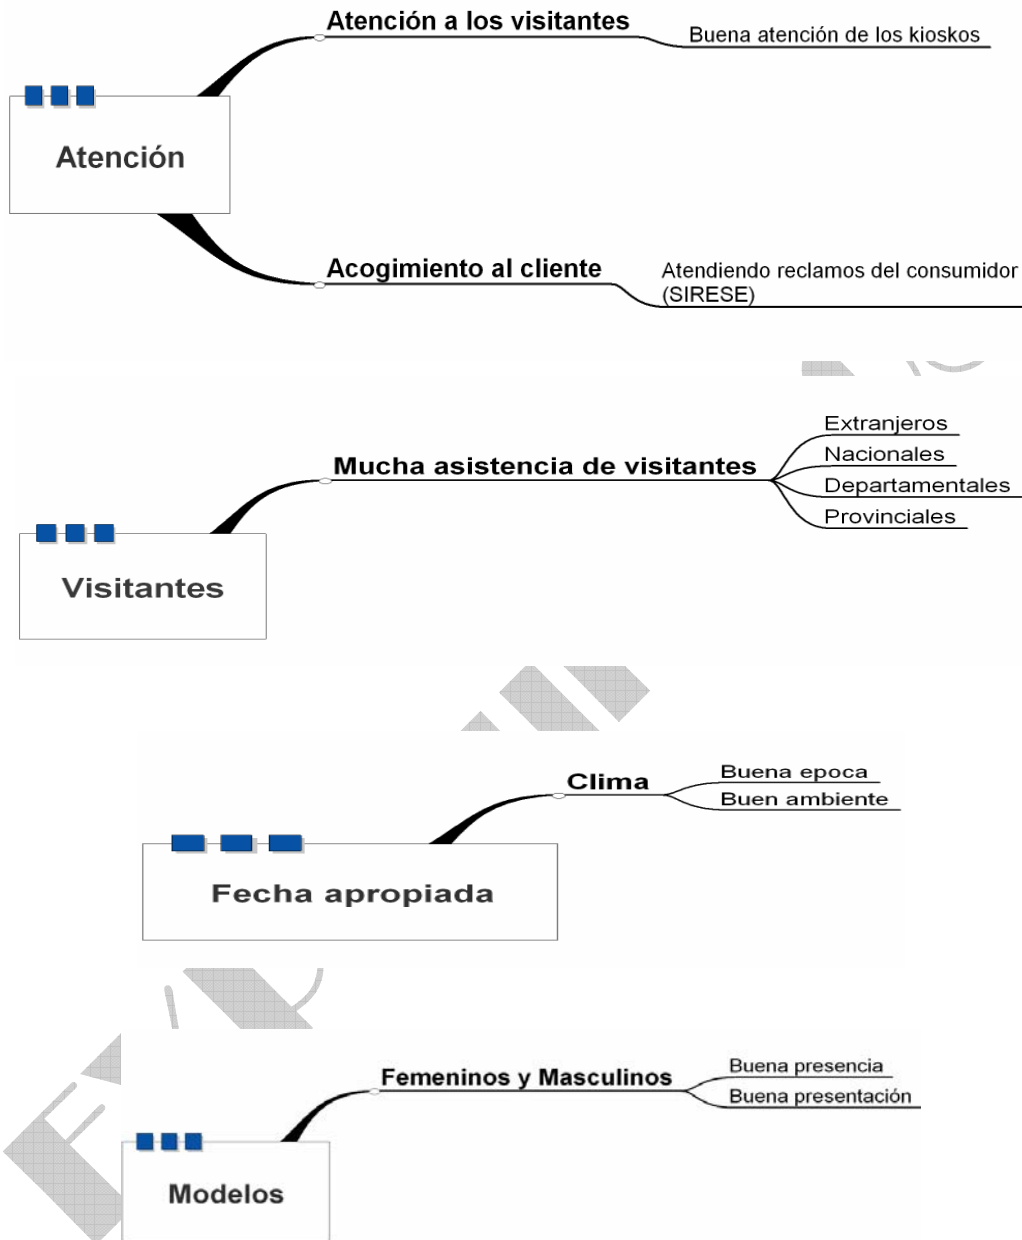 Atención a los visitantes
Buena atención de los kioskos
Atención
Acogimiento al cliente
Atendiendo reclamos del consumidor
(SIRESE)
Mucha asistencia de visitantes
Extranjeros
Nacionales
Departamentales
Provinciales
Visitantes
Clima
Buena epoca
Buen ambiente
Fecha apropiada
Femeninos y Masculinos
Buena presencia
Buena presentación
Modelos